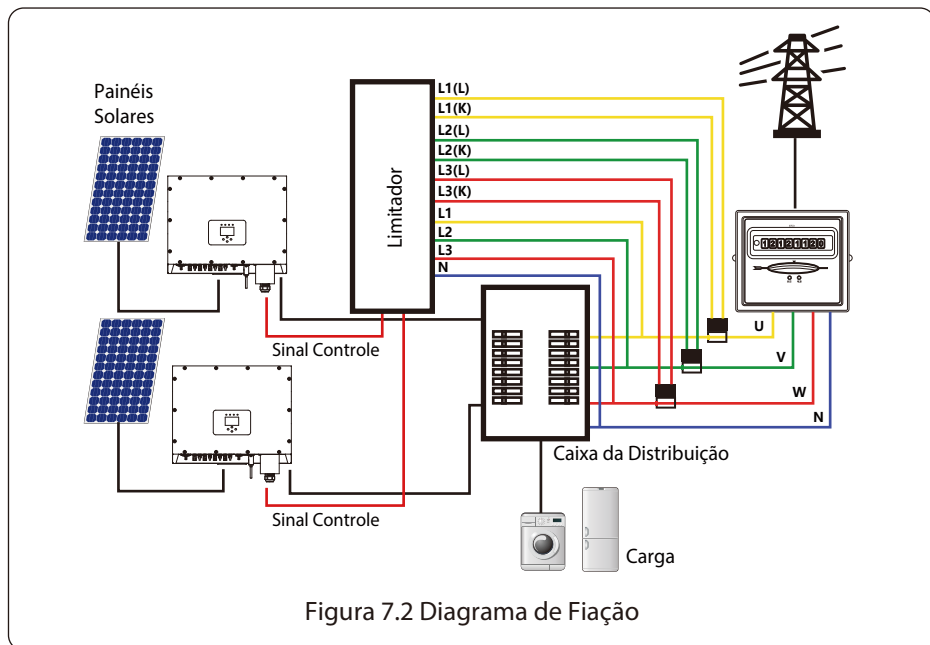 Painéis
Solares
Limitador
L1(L)
L1(K)
L2(L)
L2(K)
L3(L)
L3(K)
L1
L2
L3
N
12121120
U
V
W
N
Sinal Controle
Caixa da Distribuição
Sinal Controle
Carga
Figura 7.2 Diagrama de Fiação